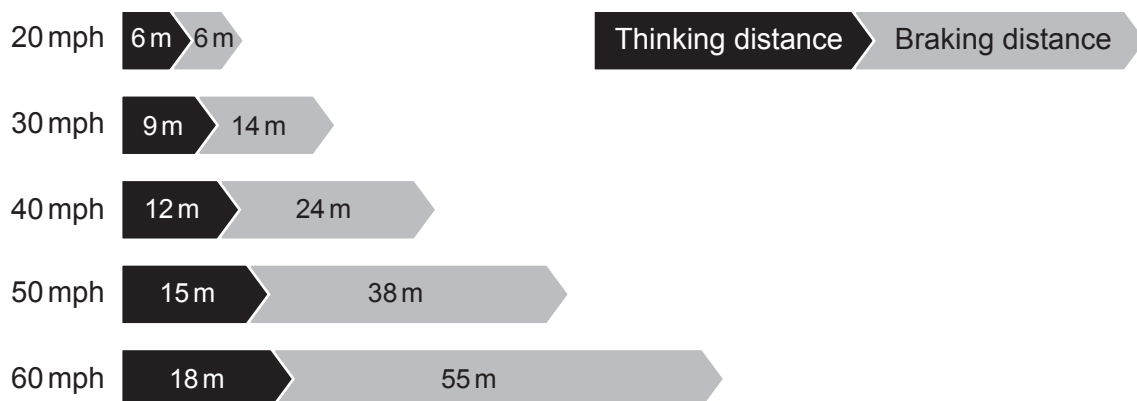 20 mph 6 m 6 m Thinking distance Braking distance
30 mph 9 m 14 m
40 mph 12 m 24 m
50 mph 15 m 38 m
60 mph 18 m 55 m